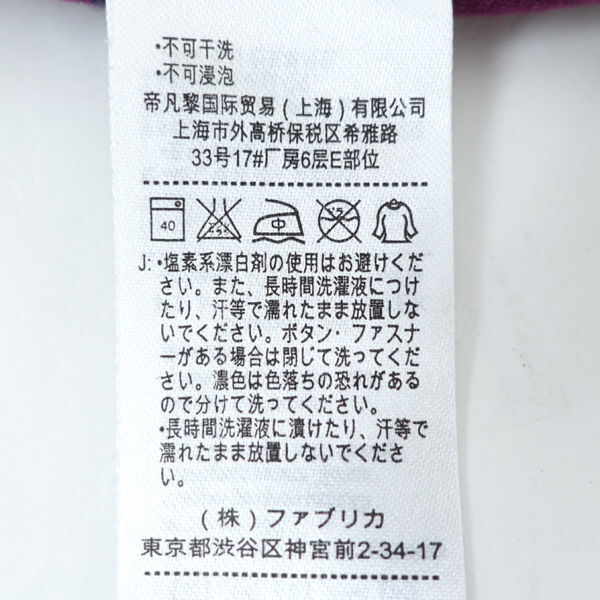 •不可干洗
•不可浸泡
帝凡黎国际贸易(上海)有限公司
上海市外高桥保税区希雅路
33号17#厂房6层E部位
40
J:•塩素系漂白剤の使用はお避けくだ
さい。また、長時間洗濯液につけ
たり、汗等で濡れたまま放置しな
いでください。ボタン・ファスナ
ーがある場合は閉じて洗ってくだ
さい。濃色は色落ちの恐れがある
ので分けて洗ってください。
•長時間洗濯液に漬けたり、汗等で
濡れたまま放置しないでくださ
い。
(株)ファブリカ
東京都渋谷区神宮前2-34-17